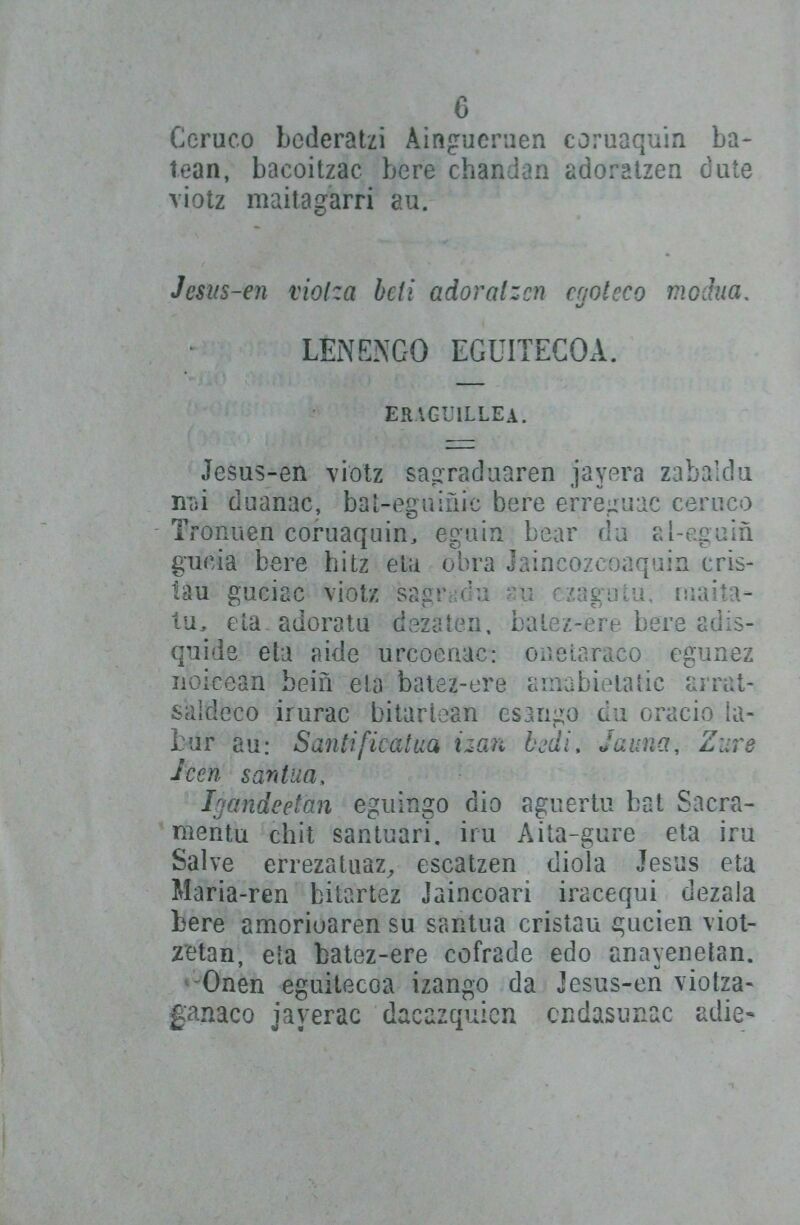 6
Ceruco bederatzi Aingueruen coruaquin ba-
tean, bacoitzac bere chandan adoratzen dute
viotz maitagarri au.
Jesus-en viotza beti adoratzen egoteco modua.
LENENGO EGUITECOA.
ERAGUILLEA.
Jesus-en viotz sagraduaren jayera zabaldu
nai duanac, bat-eguiñic bere erreguac ceruco
Tronuen coruaquin, eguin bear du al-eguiñ
gucia bere hitz eta obra Jaincozcoaquin cris-
tau guciac viotz sagradu au ezagutu, maita-
tu, eta adoratu dezaten, batez-ere bere adis-
quide eta aide urcoenac: onetaraco egunez
noicean beiñ eta batez-ere amabietatic arrat-
saldeco irurac bitartean esango du oracio la-
bur au: Santificatua izan bedi, Jauna, Zure
Icen santua.
Igandeetan eguingo dio aguertu bat Sacra-
mentu chit santuari, iru Aita-gure eta iru
Salve errezatuaz, escatzen diola Jesus eta
Maria-ren bitartez Jaincoari iracequi dezala
bere amorioaren su santua cristau gucien viot-
zetan, eta batez-ere cofrade edo anayenetan.
Onen eguitecoa izango da Jesus-en viotza-
ganaco jayerac dacazquien ondasunac adie-